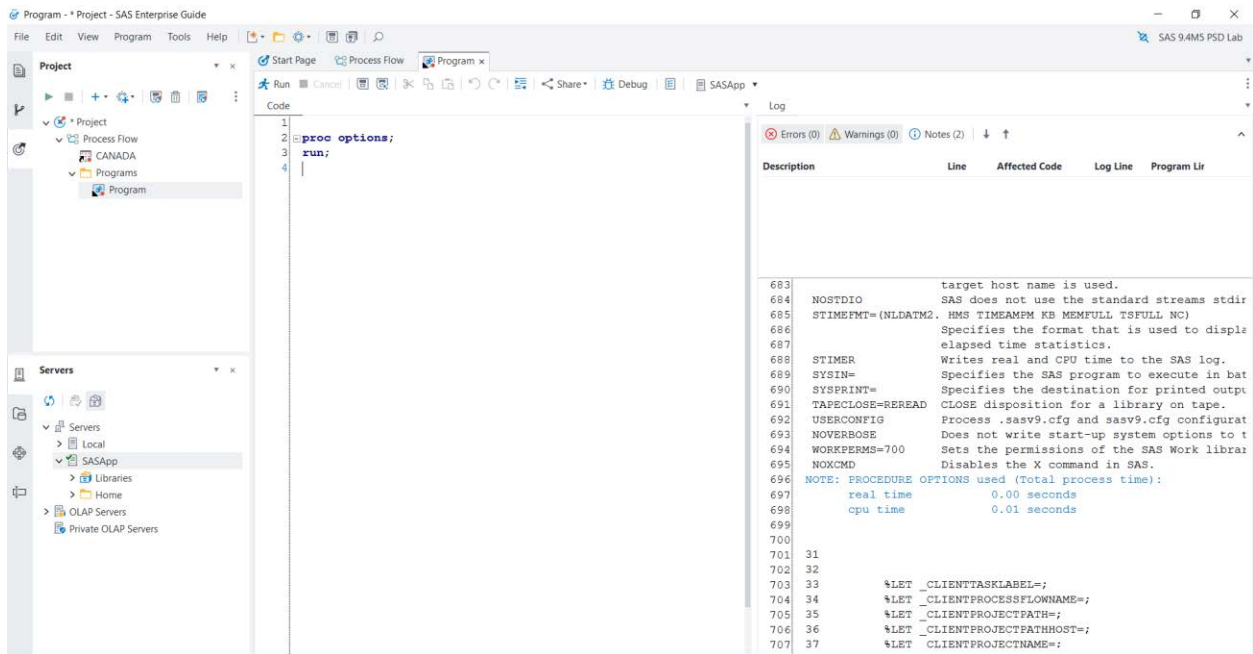 Program - * Project - SAS Enterprise Guide
File Edit View Program Tools Help
SAS 9.4M5 PSD Lab
Project
* Project
Process Flow
CANADA
Programs
Program
Servers
Servers
Local
SASApp
Libraries
Home
OLAP Servers
Private OLAP Servers
Start Page Process Flow Program
Run Cancel Share Debug SASApp
Code
1
2 proc options;
3 run;
4
Log
Errors (0) Warnings (0) Notes (2)
Description Line Affected Code Log Line Program Lir
683 target host name is used.
684 NOSTDIO SAS does not use the standard streams stdir
685 STIMEFMT=(NLDATM2. HMS TIMEAMPM KB MEMFULL TSFULL NC)
686 Specifies the format that is used to displa
687 elapsed time statistics.
688 STIMER Writes real and CPU time to the SAS log.
689 SYSIN= Specifies the SAS program to execute in bat
690 SYSPRINT= Specifies the destination for printed outpu
691 TAPECLOSE=REREAD CLOSE disposition for a library on tape.
692 USERCONFIG Process .sasv9.cfg and sasv9.cfg configurat
693 NOVERBOSE Does not write start-up system options to t
694 WORKPERMS=700 Sets the permissions of the SAS Work librar
695 NOXCMD Disables the X command in SAS.
696 NOTE: PROCEDURE OPTIONS used (Total process time):
697 real time 0.00 seconds
698 cpu time 0.01 seconds
699
700
701 31
702 32
703 33 %LET _CLIENTTASKLABEL=;
704 34 %LET _CLIENTPROCESSFLOWNAME=;
705 35 %LET _CLIENTPROJECTPATH=;
706 36 %LET _CLIENTPROJECTPATHHOST=;
707 37 %LET _CLIENTPROJECTNAME=;